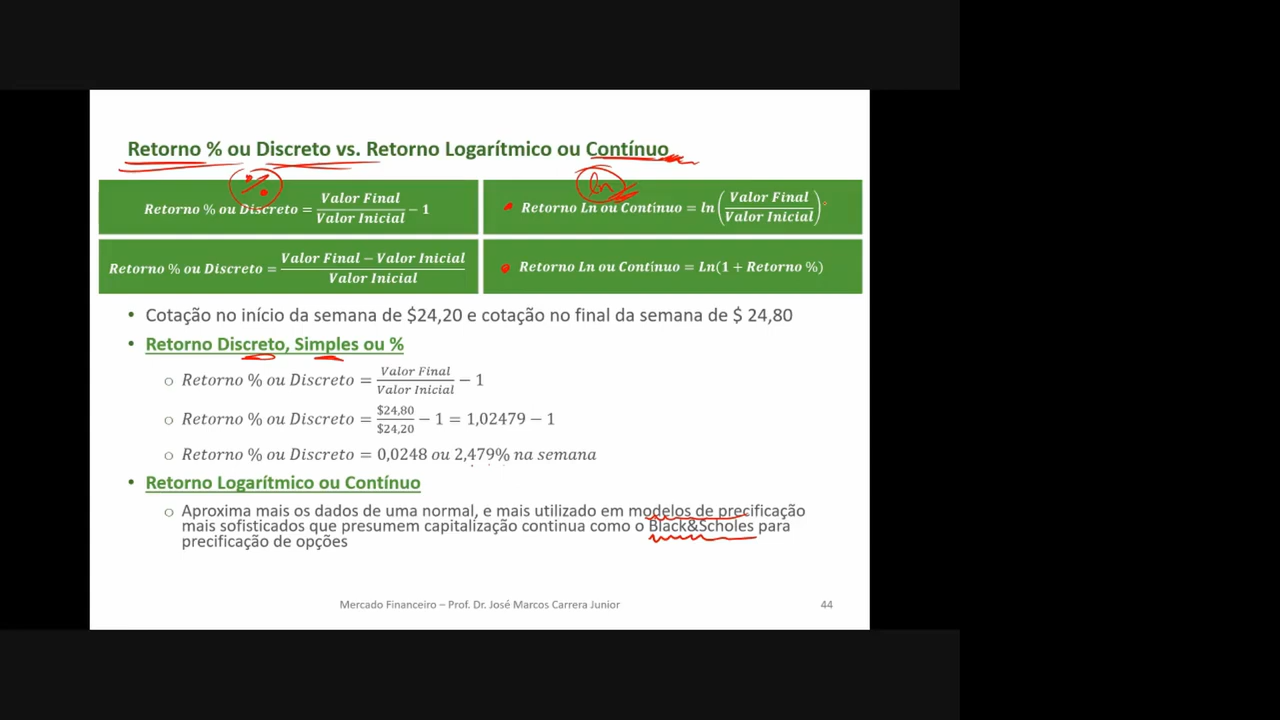 Retorno % ou Discreto vs. Retorno Logarítmico ou Contínuo
%
ln
Retorno % ou Discreto = Valor Final / Valor Inicial − 1
Retorno Ln ou Contínuo = ln(Valor Final / Valor Inicial)
Retorno % ou Discreto = Valor Final − Valor Inicial / Valor Inicial
Retorno Ln ou Contínuo = Ln(1 + Retorno %)
• Cotação no início da semana de $24,20 e cotação no final da semana de $ 24,80
• Retorno Discreto, Simples ou %
o Retorno % ou Discreto = Valor Final / Valor Inicial − 1
o Retorno % ou Discreto = $24,80 / $24,20 − 1 = 1,02479 − 1
o Retorno % ou Discreto = 0,0248 ou 2,479% na semana
• Retorno Logarítmico ou Contínuo
o Aproxima mais os dados de uma normal, e mais utilizado em modelos de precificação
mais sofisticados que presumem capitalização continua como o Black&Scholes para
precificação de opções
Mercado Financeiro – Prof. Dr. José Marcos Carrera Junior
44